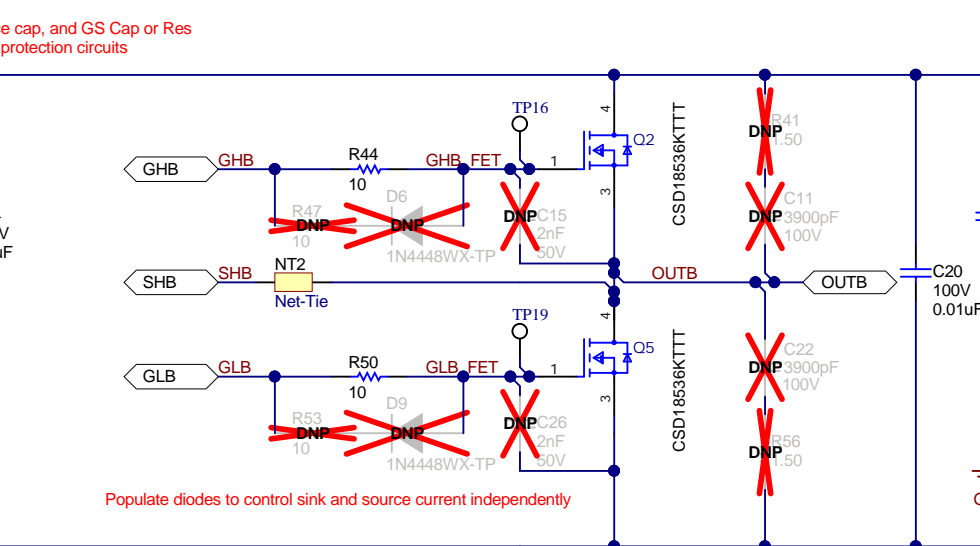 e cap, and GS Cap or Res
protection circuits
TP16
4
Q2
CSD18536KTTT
R41
DNP
1.50
GHB
GHB
R44
10
GHB_FET
1
3
R47
DNP
10
D6
DNP
1N4448WX-TP
DNP
C15
2nF
50V
C11
DNP
3900pF
100V
V
uF
SHB
SHB
NT2
Net-Tie
OUTB
OUTB
C20
100V
0.01uF
TP19
4
Q5
CSD18536KTTT
GLB
GLB
R50
10
GLB_FET
1
3
C22
DNP
3900pF
100V
R53
DNP
10
D9
DNP
1N4448WX-TP
DNP
C26
2nF
50V
R56
DNP
1.50
Populate diodes to control sink and source current independently